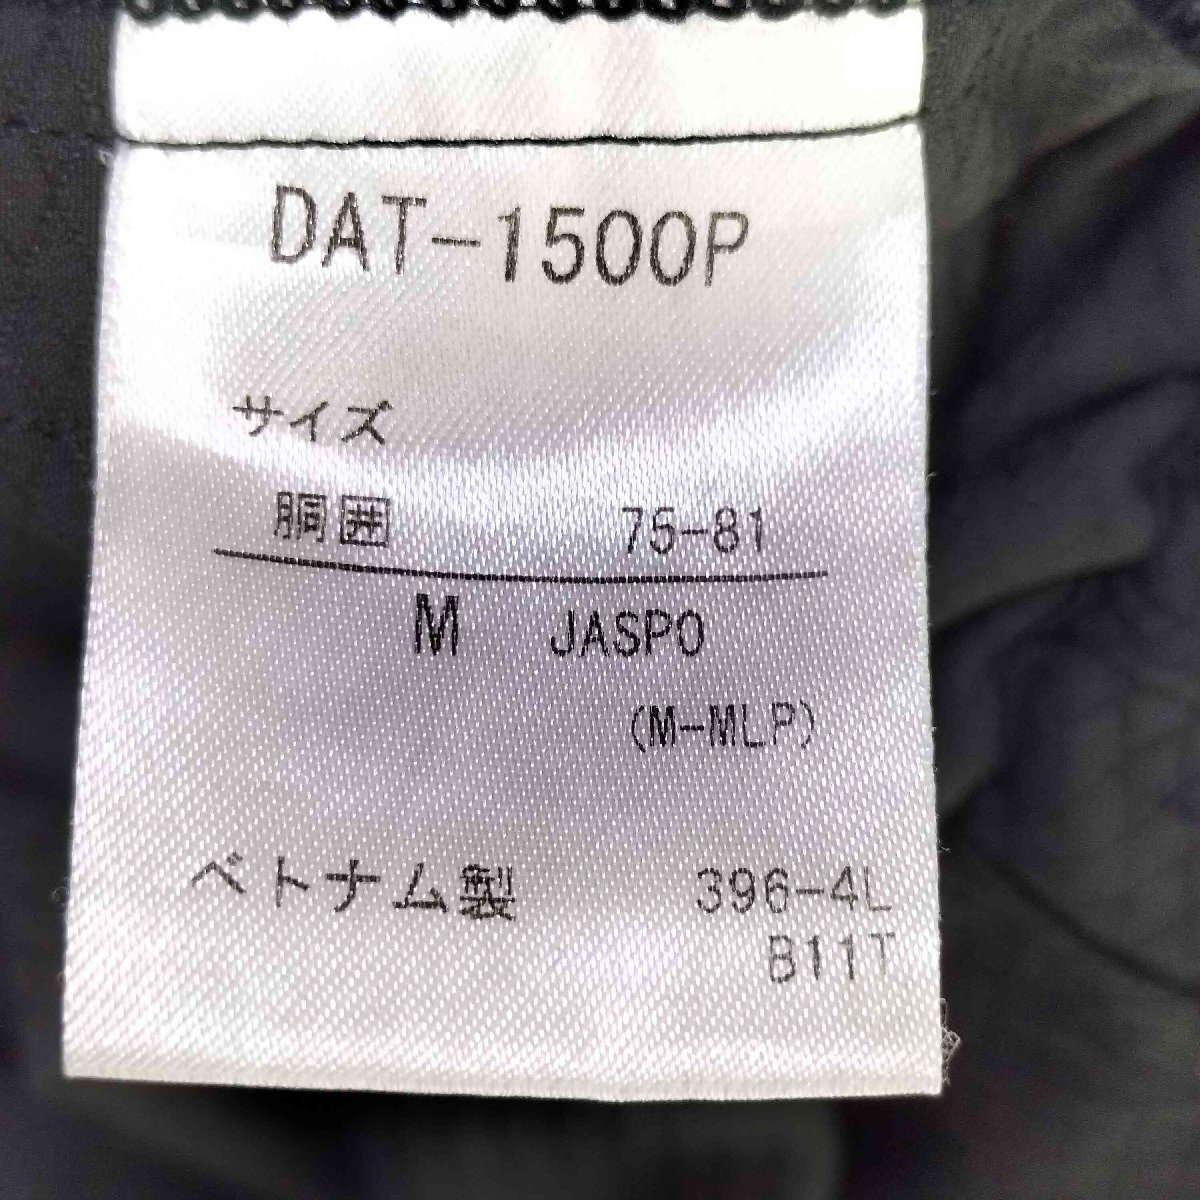 DAT-1500P
サイズ
胴囲 75-81
M JASPO
(M-MLP)
ベトナム製 396-4L
B11T